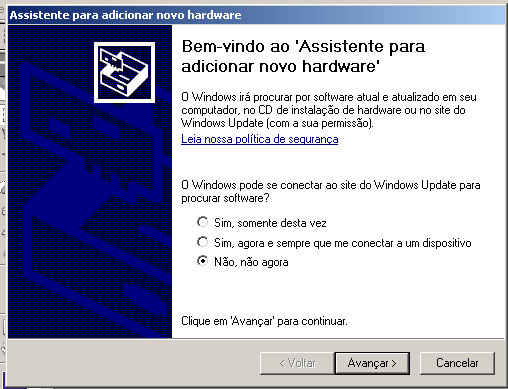 Assistente para adicionar novo hardware
Bem-vindo ao 'Assistente para
adicionar novo hardware'
O Windows irá procurar por software atual e atualizado em seu
computador, no CD de instalação de hardware ou no site do
Windows Update (com a sua permissão).
Leia nossa política de segurança
O Windows pode se conectar ao site do Windows Update para
procurar software?
Sim, somente desta vez
Sim, agora e sempre que me conectar a um dispositivo
Não, não agora
Clique em 'Avançar' para continuar.
< Voltar
Avançar >
Cancelar